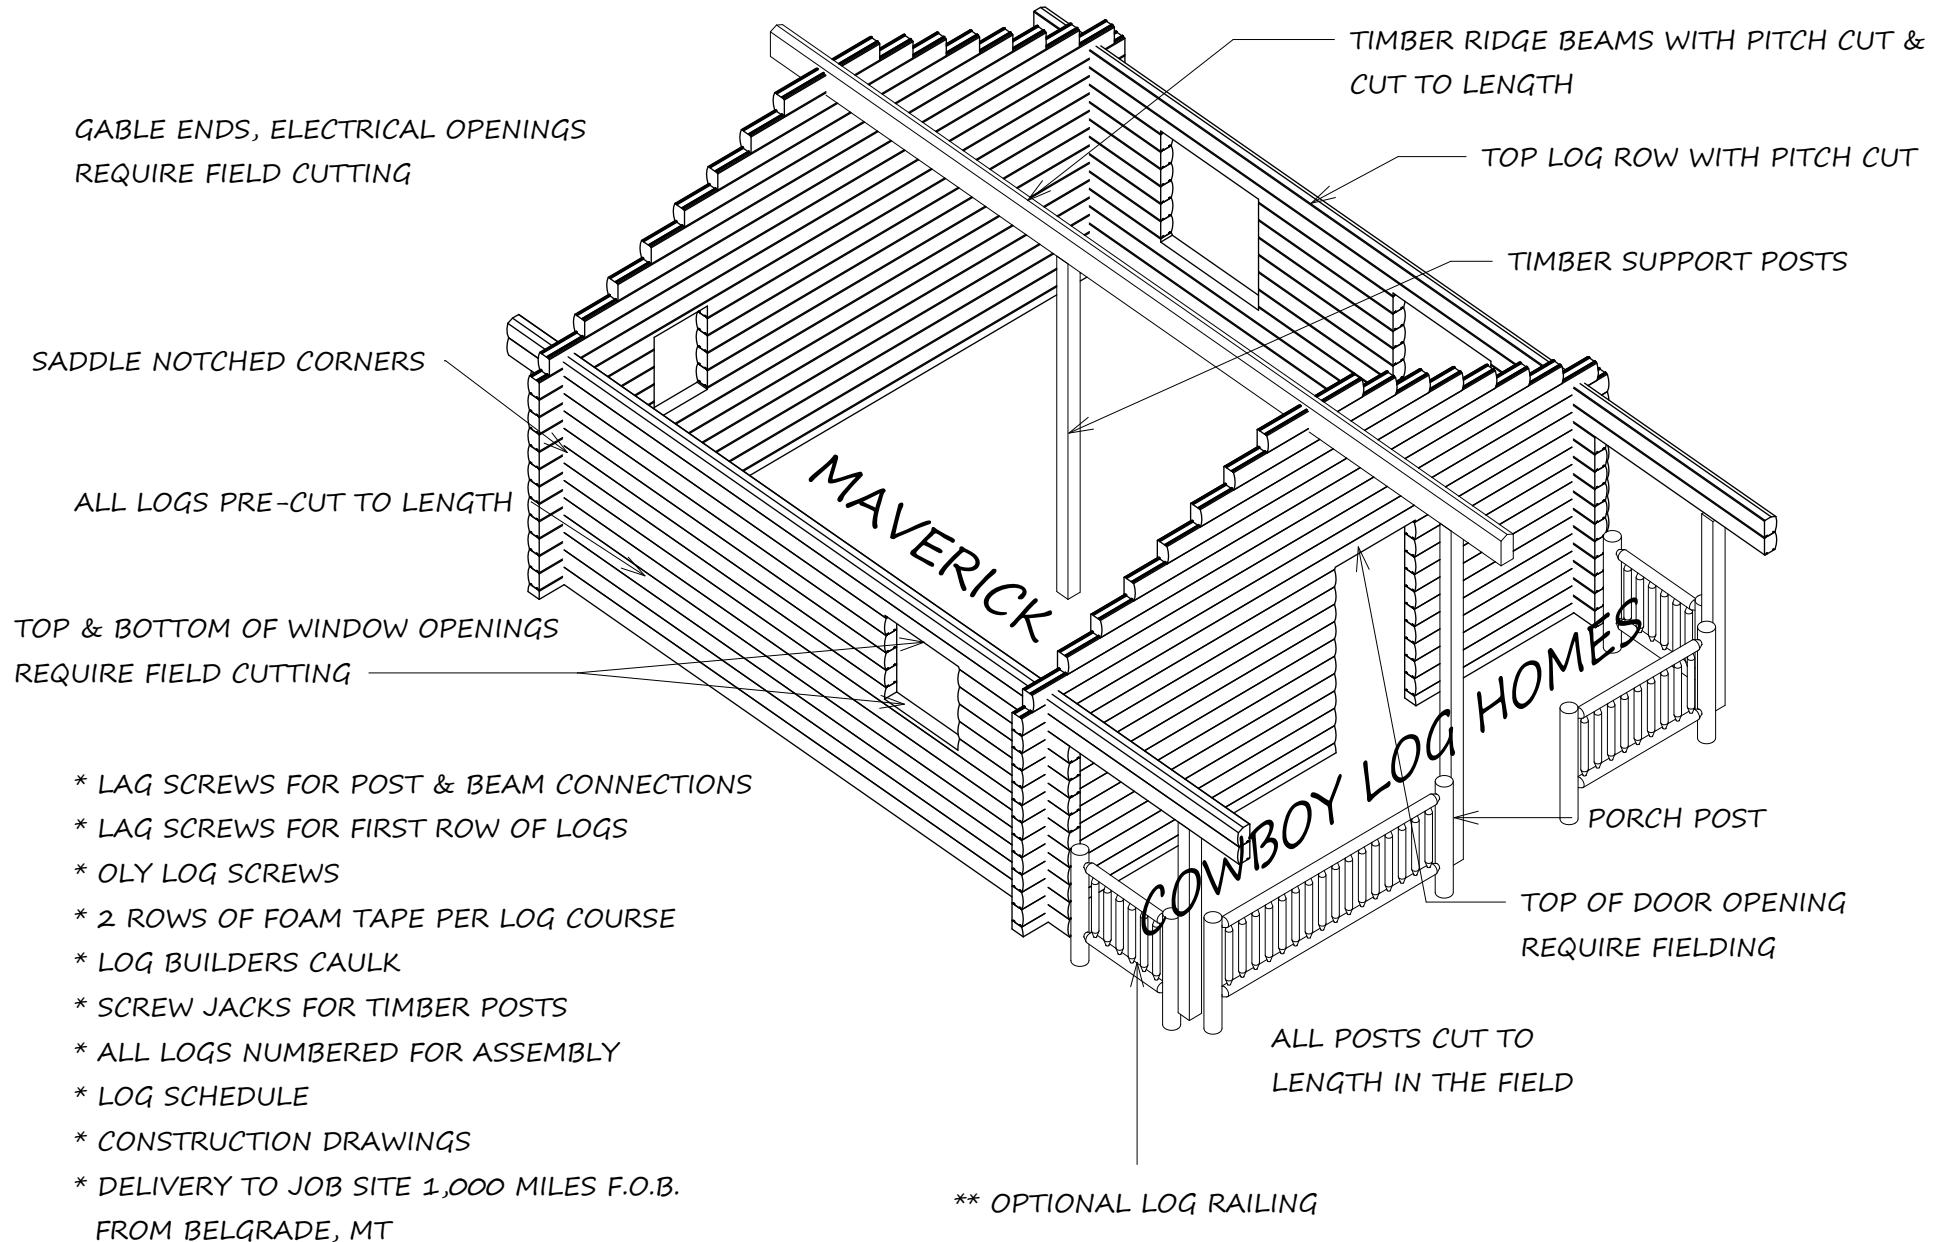 TIMBER RIDGE BEAMS WITH PITCH CUT &
CUT TO LENGTH
GABLE ENDS, ELECTRICAL OPENINGS
REQUIRE FIELD CUTTING
TOP LOG ROW WITH PITCH CUT
TIMBER SUPPORT POSTS
SADDLE NOTCHED CORNERS
ALL LOGS PRE-CUT TO LENGTH
MAVERICK
TOP & BOTTOM OF WINDOW OPENINGS
REQUIRE FIELD CUTTING
COWBOY LOG HOMES
* LAG SCREWS FOR POST & BEAM CONNECTIONS
* LAG SCREWS FOR FIRST ROW OF LOGS
* OLY LOG SCREWS
* 2 ROWS OF FOAM TAPE PER LOG COURSE
* LOG BUILDERS CAULK
* SCREW JACKS FOR TIMBER POSTS
* ALL LOGS NUMBERED FOR ASSEMBLY
* LOG SCHEDULE
* CONSTRUCTION DRAWINGS
* DELIVERY TO JOB SITE 1,000 MILES F.O.B.
FROM BELGRADE, MT
PORCH POST
TOP OF DOOR OPENING
REQUIRE FIELDING
ALL POSTS CUT TO
LENGTH IN THE FIELD
** OPTIONAL LOG RAILING